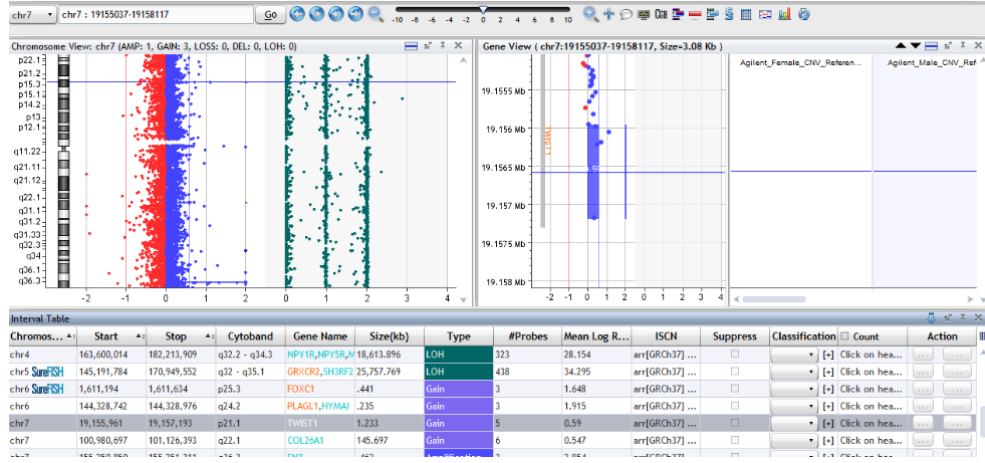 chr7 chr7 : 19155037-19158117 Go -10 -8 -6 -4 -2 0 2 4 6 8 10
Chromosome View: chr7 (AMP: 1, GAIN: 3, LOSS: 0, DEL: 0, LOH: 0)
p22.1
p21.2
p15.3
p15.1
p14.2
p13
p12.1
q11.22
q21.11
q21.12
q22.1
q31.1
q31.2
q31.33
q32.3
q34
q36.1
q36.3
-2 -1 0 1 2 0 1 2 3 4
Gene View ( chr7:19155037-19158117, Size=3.08 Kb )
19.1555 Mb
19.156 Mb
19.1565 Mb
19.157 Mb
19.1575 Mb
19.158 Mb
TWIST1
-2 -1 0 1 2 0 1 2 3 4
Agilent_Female_CNV_Referen... Agilent_Male_CNV_Ref
Interval Table
Chromos... Start Stop Cytoband Gene Name Size(kb) Type #Probes Mean Log R... ISCN Suppress Classification Count Action
chr4 163,600,014 182,213,909 q32.2 - q34.3 NPY1R,NPY5R,M 18,613.896 LOH 323 28.154 arr[GRCh37] ... [+] Click on hea... ... ...
chr5 SureFISH 145,191,784 170,949,552 q32 - q35.1 GRXCR2,SH3RF2 25,757.769 LOH 438 34.295 arr[GRCh37] ... [+] Click on hea... ... ...
chr6 SureFISH 1,611,194 1,611,634 p25.3 FOXC1 .441 Gain 3 1.648 arr[GRCh37] ... [+] Click on hea... ... ...
chr6 144,328,742 144,328,976 q24.2 PLAGL1,HYMAI .235 Gain 3 1.915 arr[GRCh37] ... [+] Click on hea... ... ...
chr7 19,155,961 19,157,193 p21.1 TWIST1 1.233 Gain 5 0.59 arr[GRCh37] ... [+] Click on hea... ... ...
chr7 100,980,697 101,126,393 q22.1 COL26A1 145.697 Gain 6 0.547 arr[GRCh37] ... [+] Click on hea... ... ...